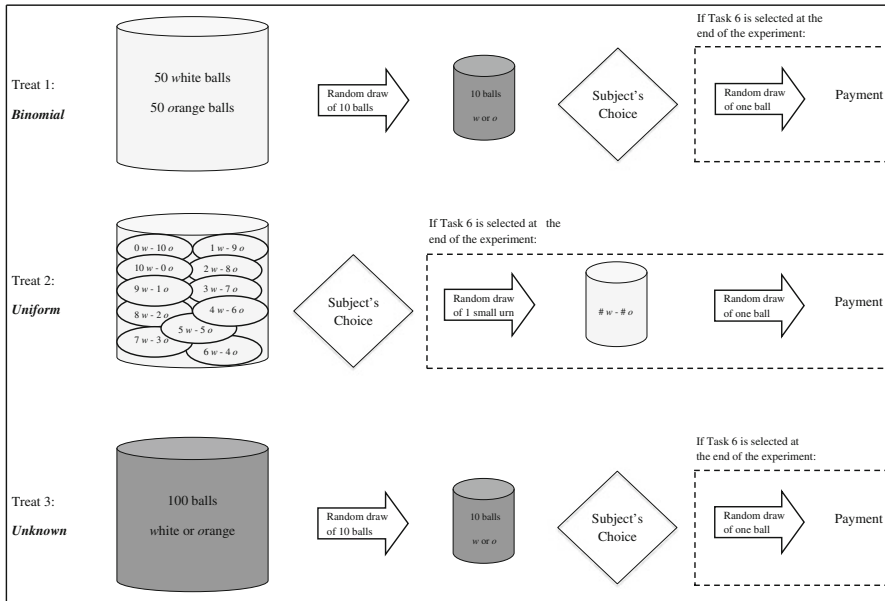 If Task 6 is selected at the
end of the experiment:
Treat 1:
Binomial
50 white balls
50 orange balls
Random draw
of 10 balls
10 balls
w or o
Subject's
Choice
Random draw
of one ball
Payment
If Task 6 is selected at the
end of the experiment:
Treat 2:
Uniform
0 w - 10 o
1 w - 9 o
10 w - 0 o
2 w - 8 o
9 w - 1 o
3 w - 7 o
8 w - 2 o
4 w - 6 o
5 w - 5 o
7 w - 3 o
6 w - 4 o
Subject's
Choice
Random draw
of 1 small urn
# w - # o
Random draw
of one ball
Payment
If Task 6 is selected at
the end of the experiment:
Treat 3:
Unknown
100 balls
white or orange
Random draw
of 10 balls
10 balls
w or o
Subject's
Choice
Random draw
of one ball
Payment